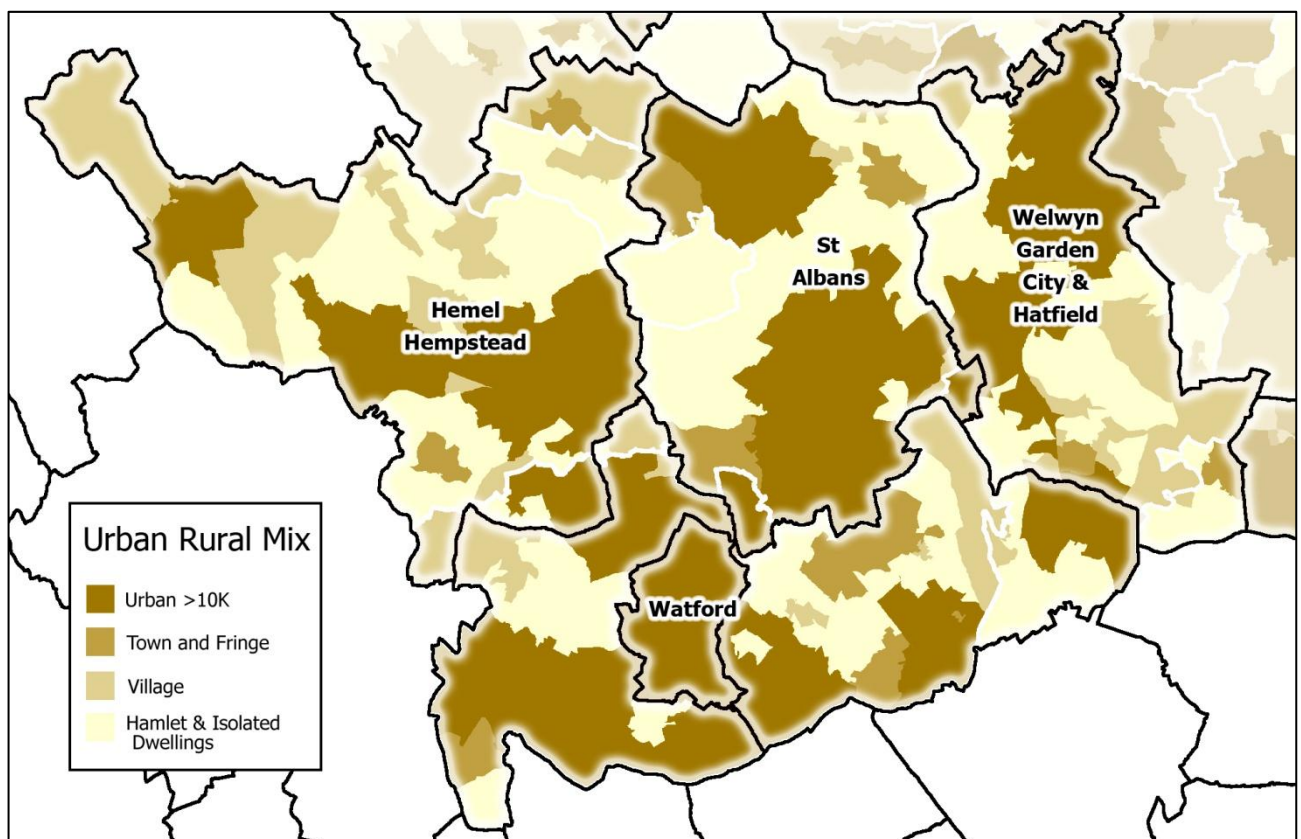 Welwyn
Garden
City &
Hatfield
St
Albans
Hemel
Hempstead
Watford
Urban Rural Mix
Urban >10K
Town and Fringe
Village
Hamlet & Isolated
Dwellings